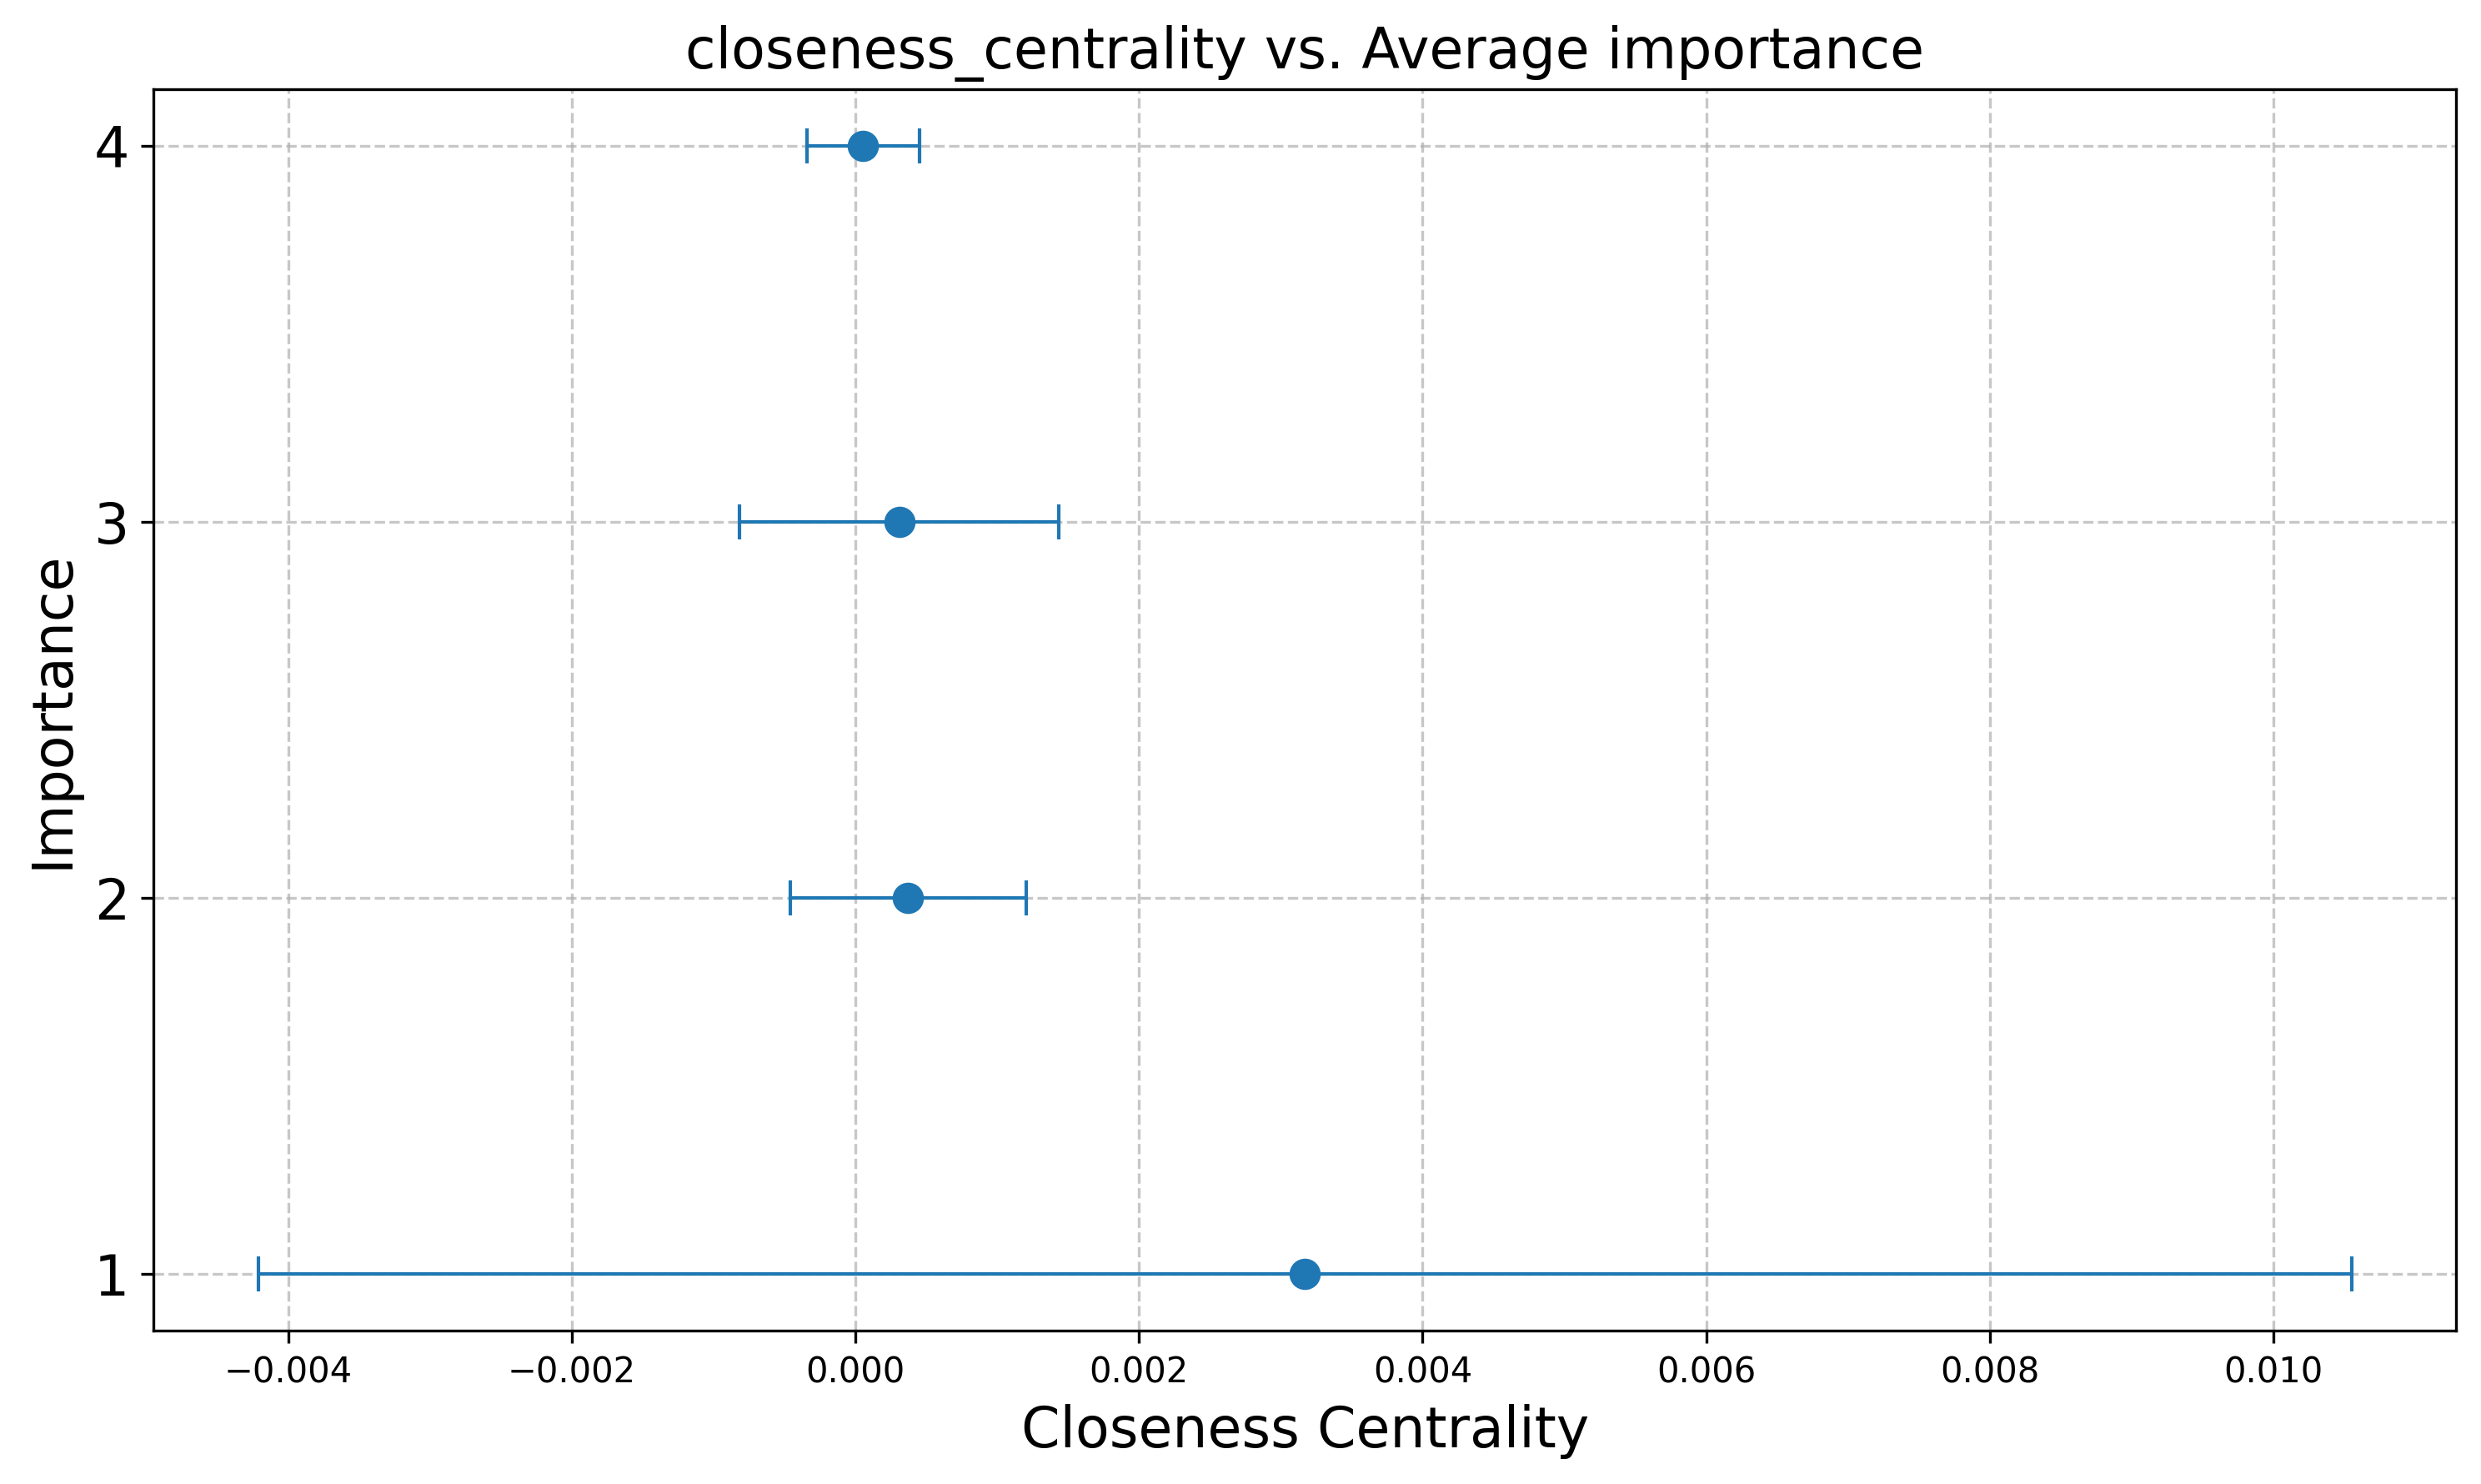 closeness_centrality vs. Average importance
4
3
2
1
Importance
−0.004 −0.002 0.000 0.002 0.004 0.006 0.008 0.010
Closeness Centrality